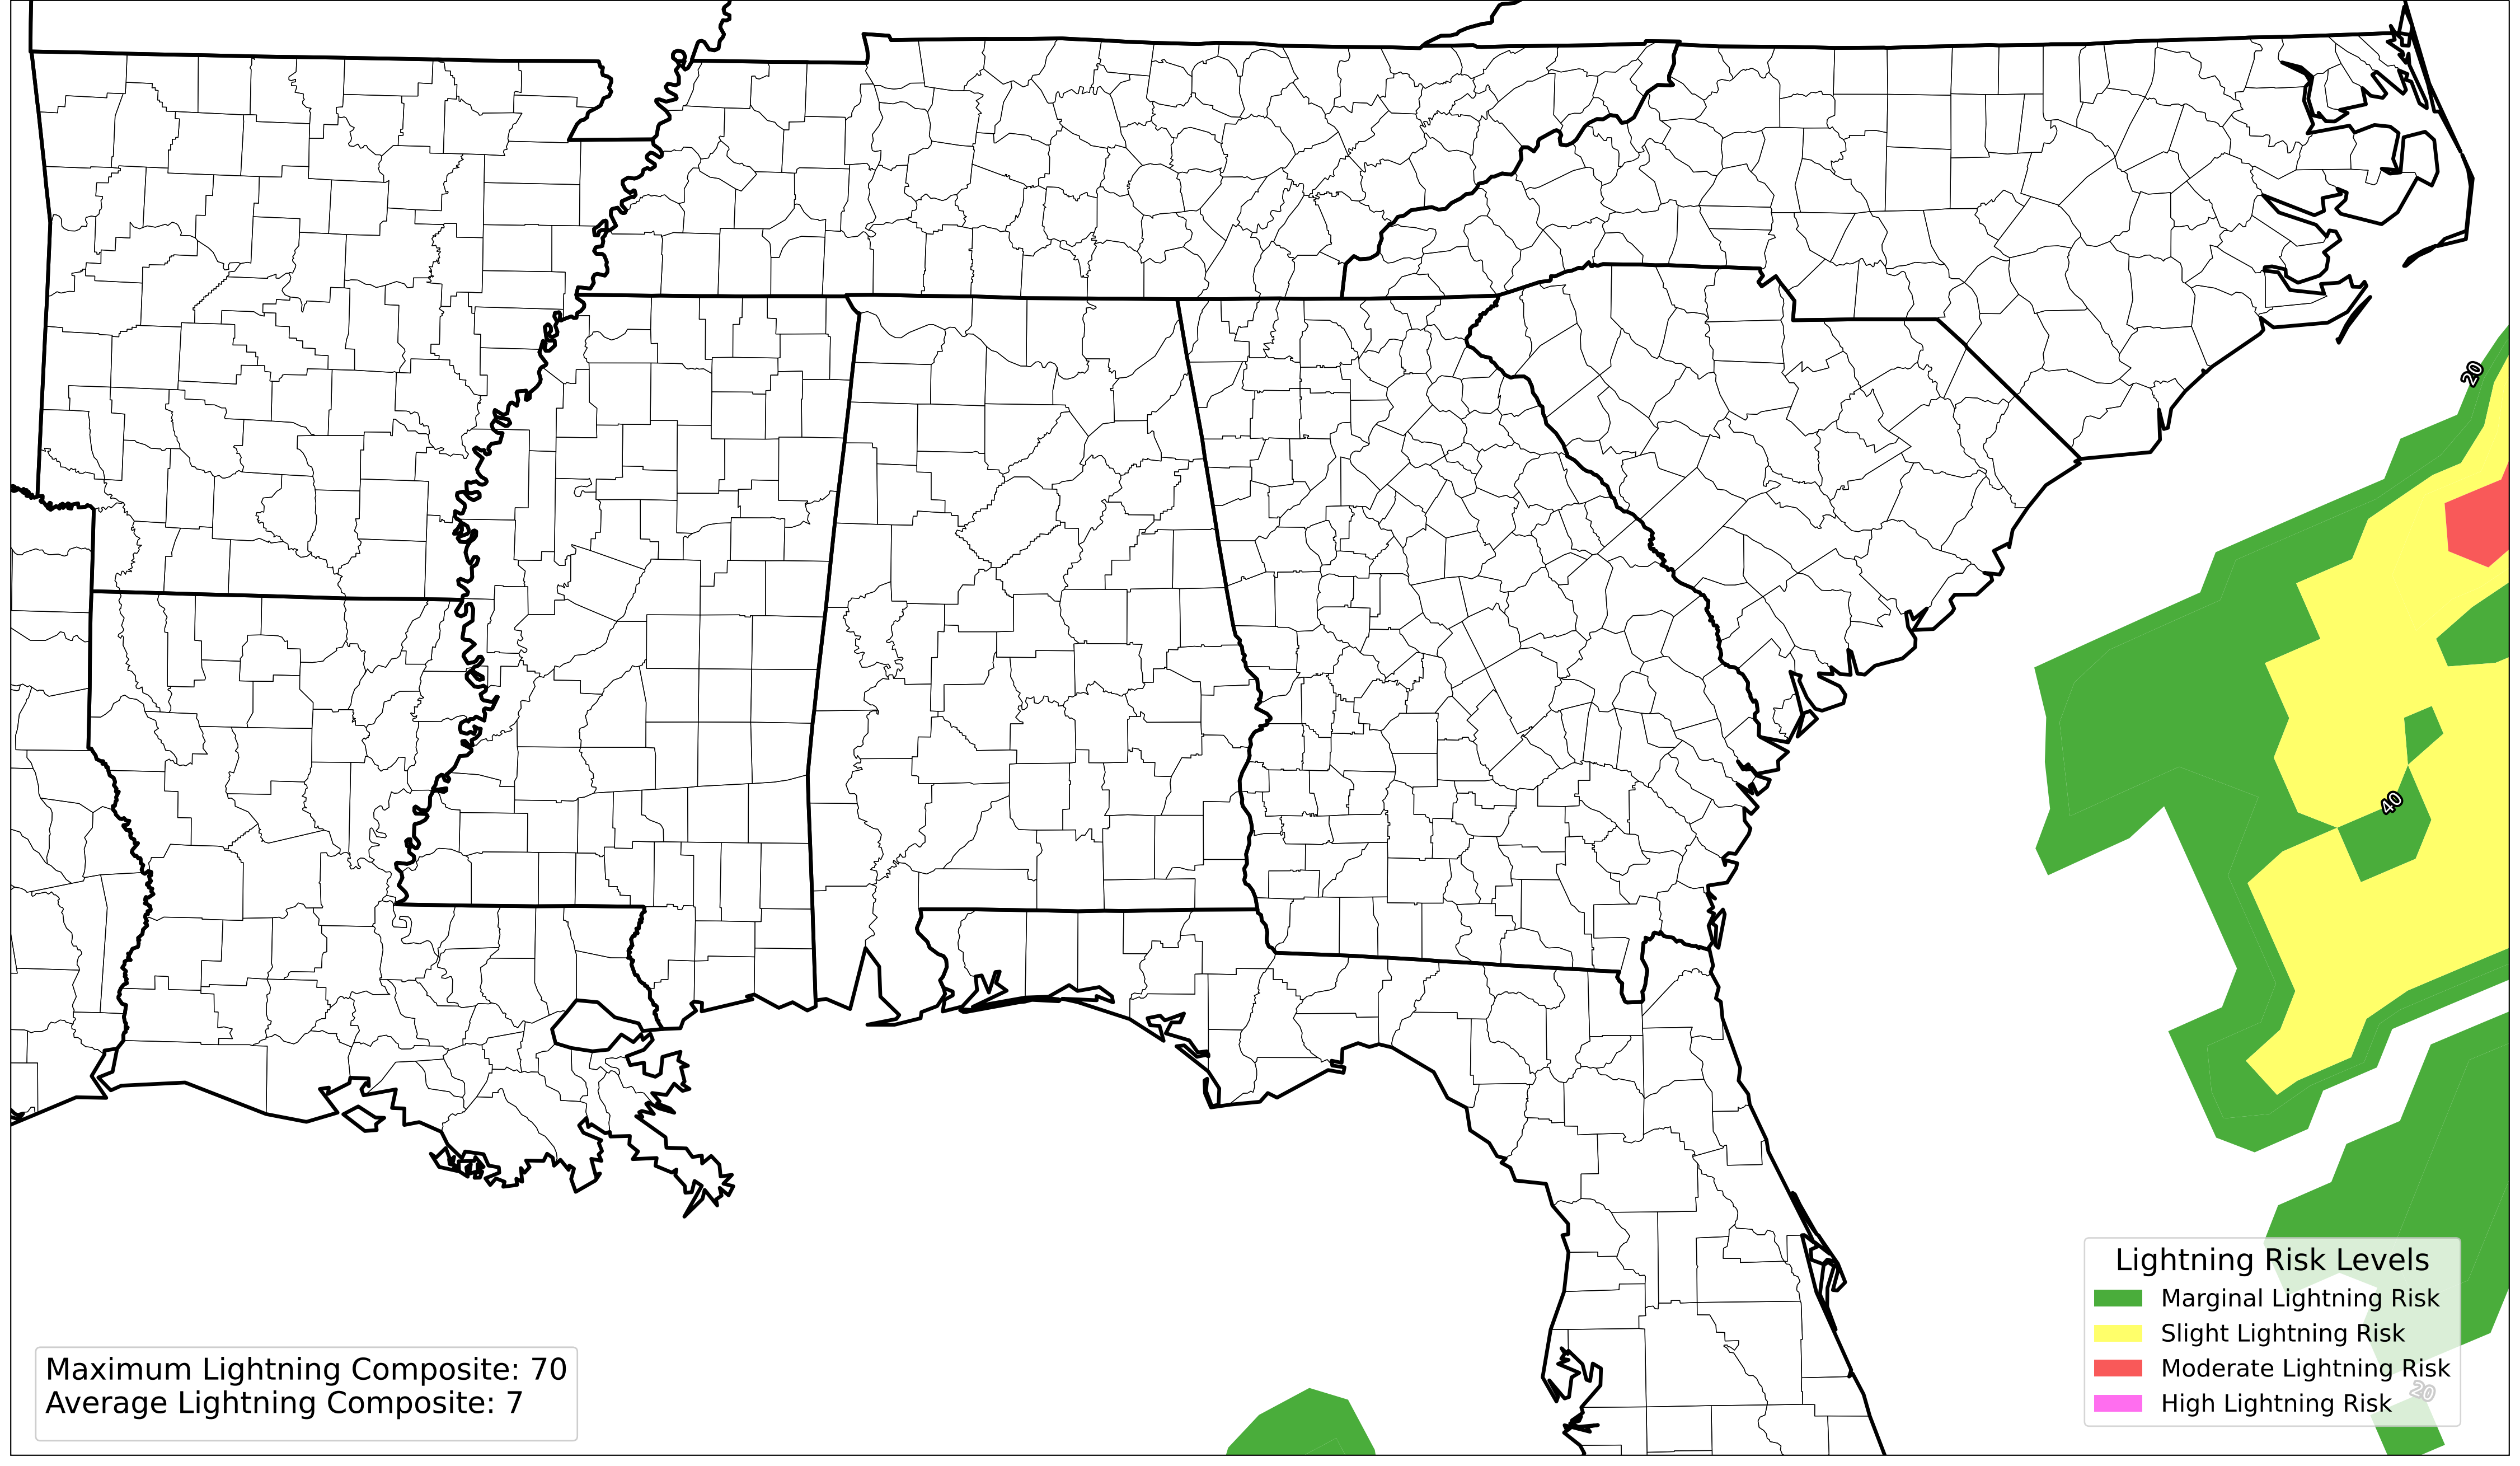 20
40
Lightning Risk Levels
Marginal Lightning Risk
Slight Lightning Risk
Moderate Lightning Risk
High Lightning Risk
20
Maximum Lightning Composite: 70
Average Lightning Composite: 7